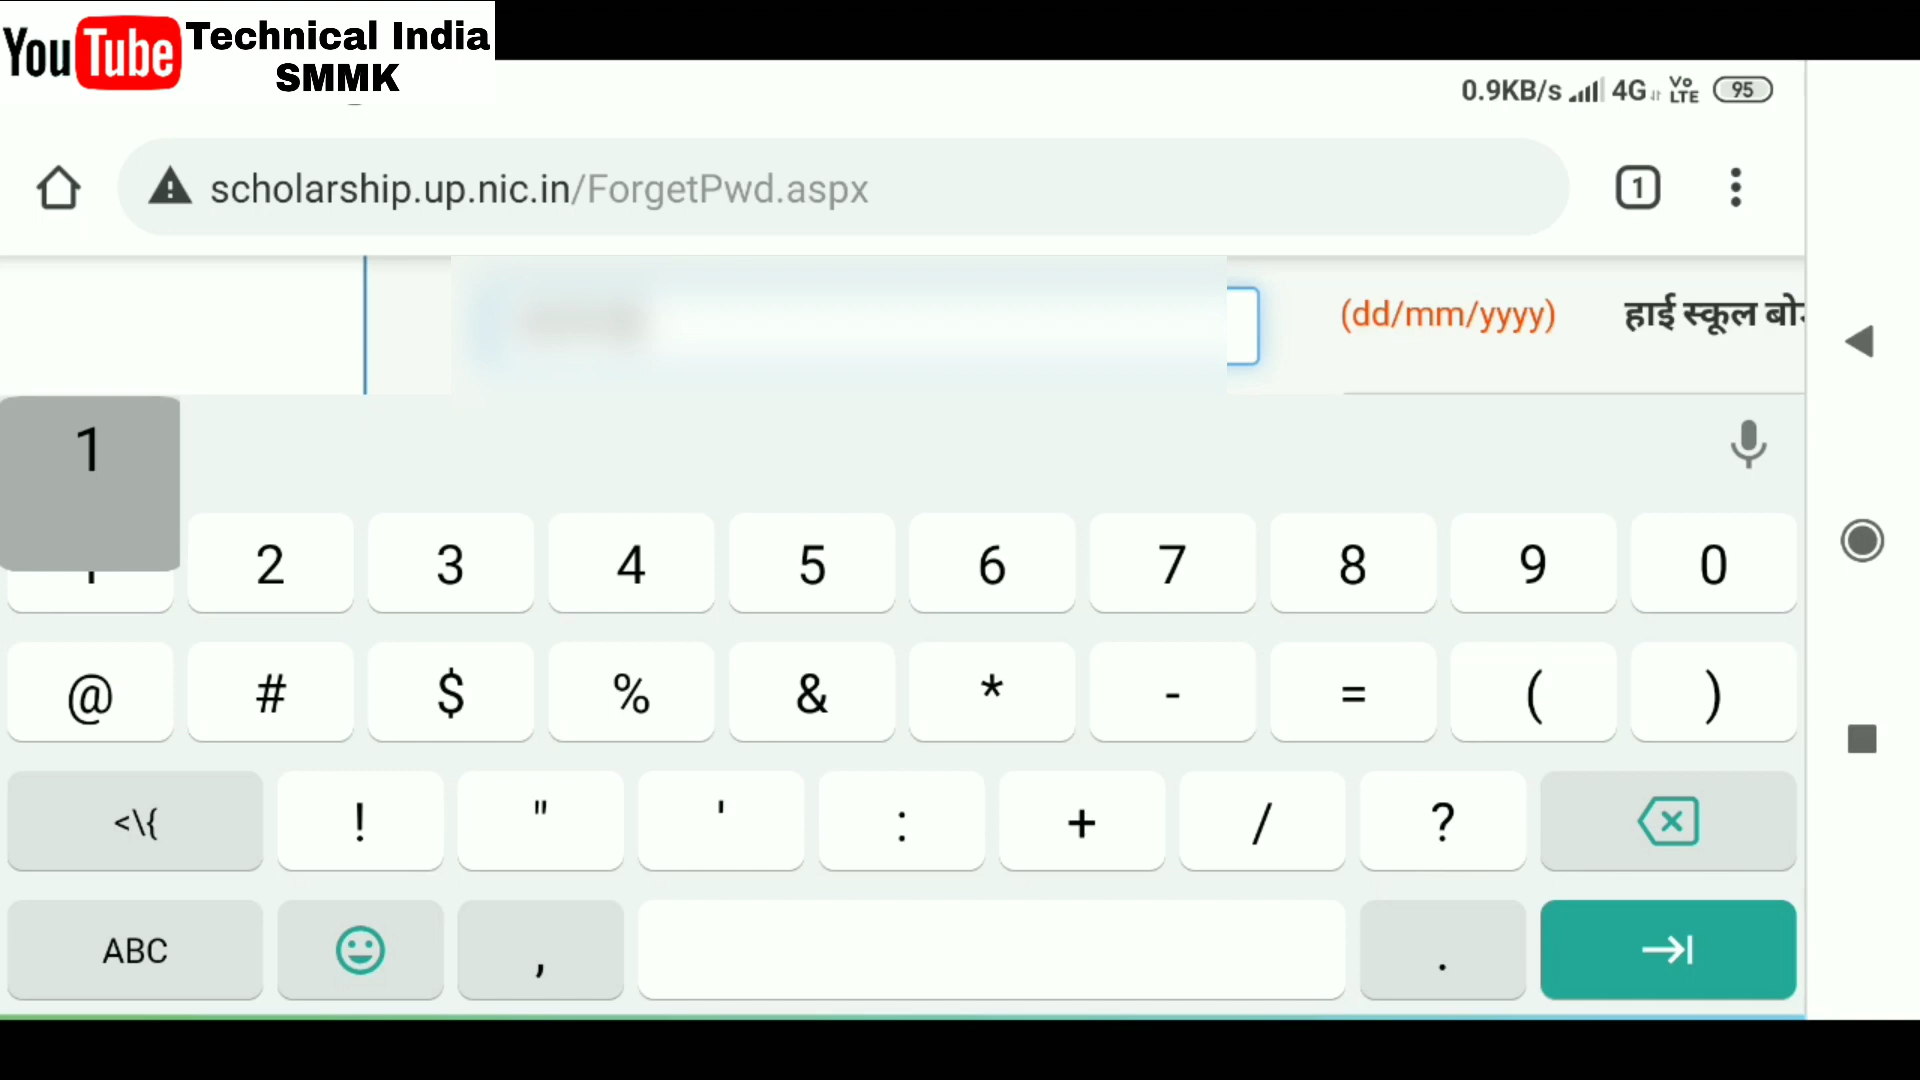 YouTube Technical India
SMMK
0.9KB/s 4G Vo LTE 95
scholarship.up.nic.in/ForgetPwd.aspx
1
(dd/mm/yyyy) हाई स्कूल
1
2 3 4 5 6 7 8 9 0
@ # $ % & * - = ( )
<\{ ! " ' : + / ?
ABC , .